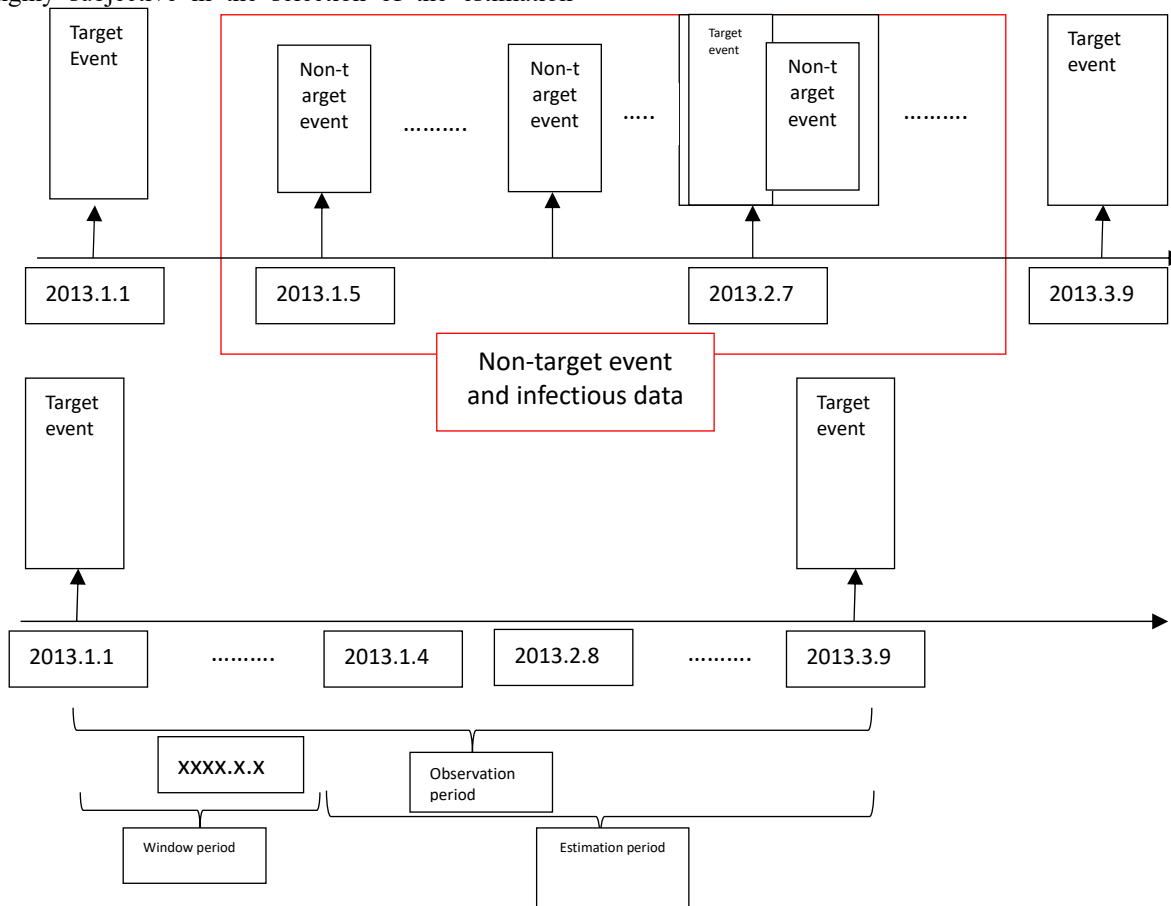 Target
Event
Non-t
arget
event
……….
Non-t
arget
event
…..
Target
event
Non-t
arget
event
……….
Target
event
2013.1.1
2013.1.5
2013.2.7
2013.3.9
Non-target event
and infectious data
Target
event
Target
event
2013.1.1
……….
2013.1.4
2013.2.8
……….
2013.3.9
XXXX.X.X
Observation
period
Window period
Estimation period